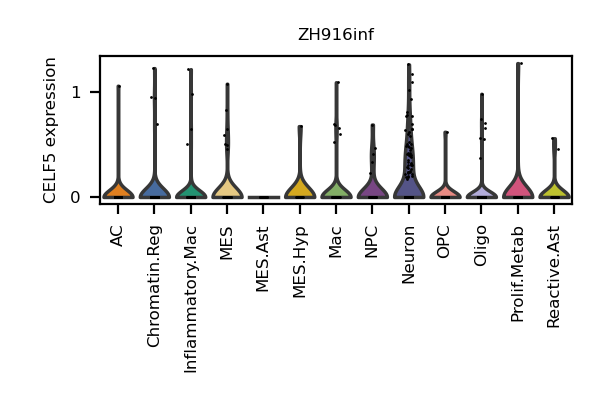 ZH916inf
CELF5 expression
1
0
AC
Chromatin.Reg
Inflammatory.Mac
MES
MES.Ast
MES.Hyp
Mac
NPC
Neuron
OPC
Oligo
Prolif.Metab
Reactive.Ast